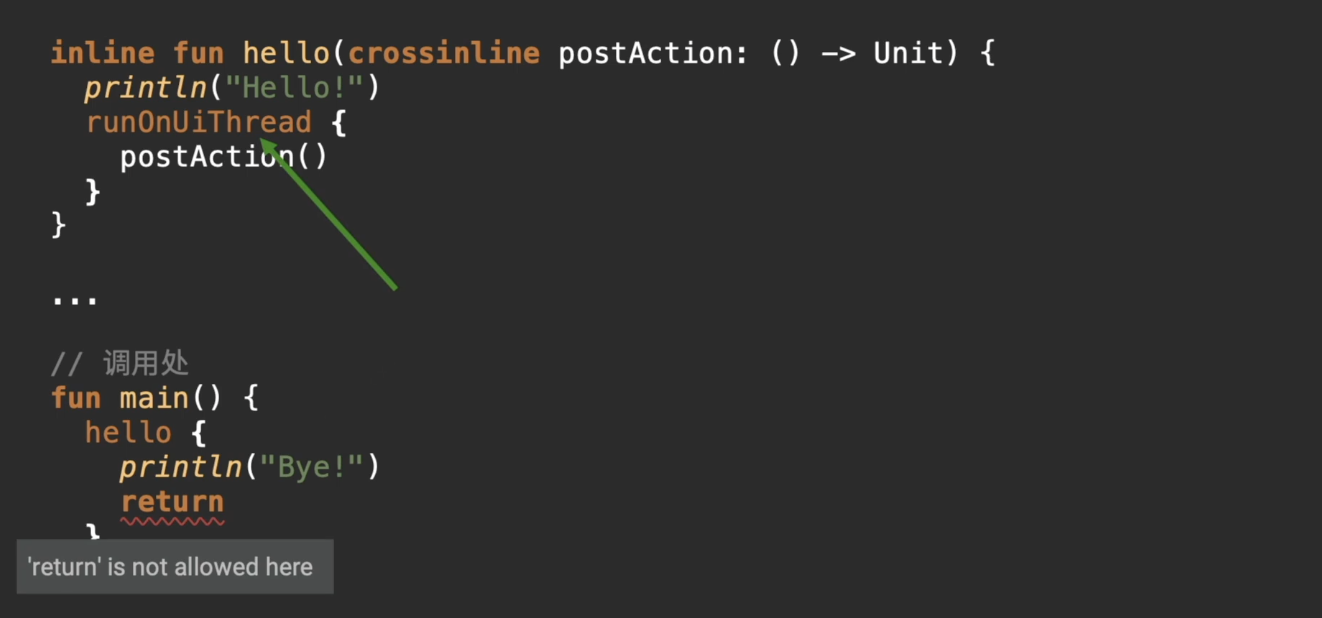 inline fun hello(crossinline postAction: () -> Unit) {
println("Hello!")
runOnUiThread {
postAction()
}
}
...
// 调用处
fun main() {
hello {
println("Bye!")
return
}
'return' is not allowed here